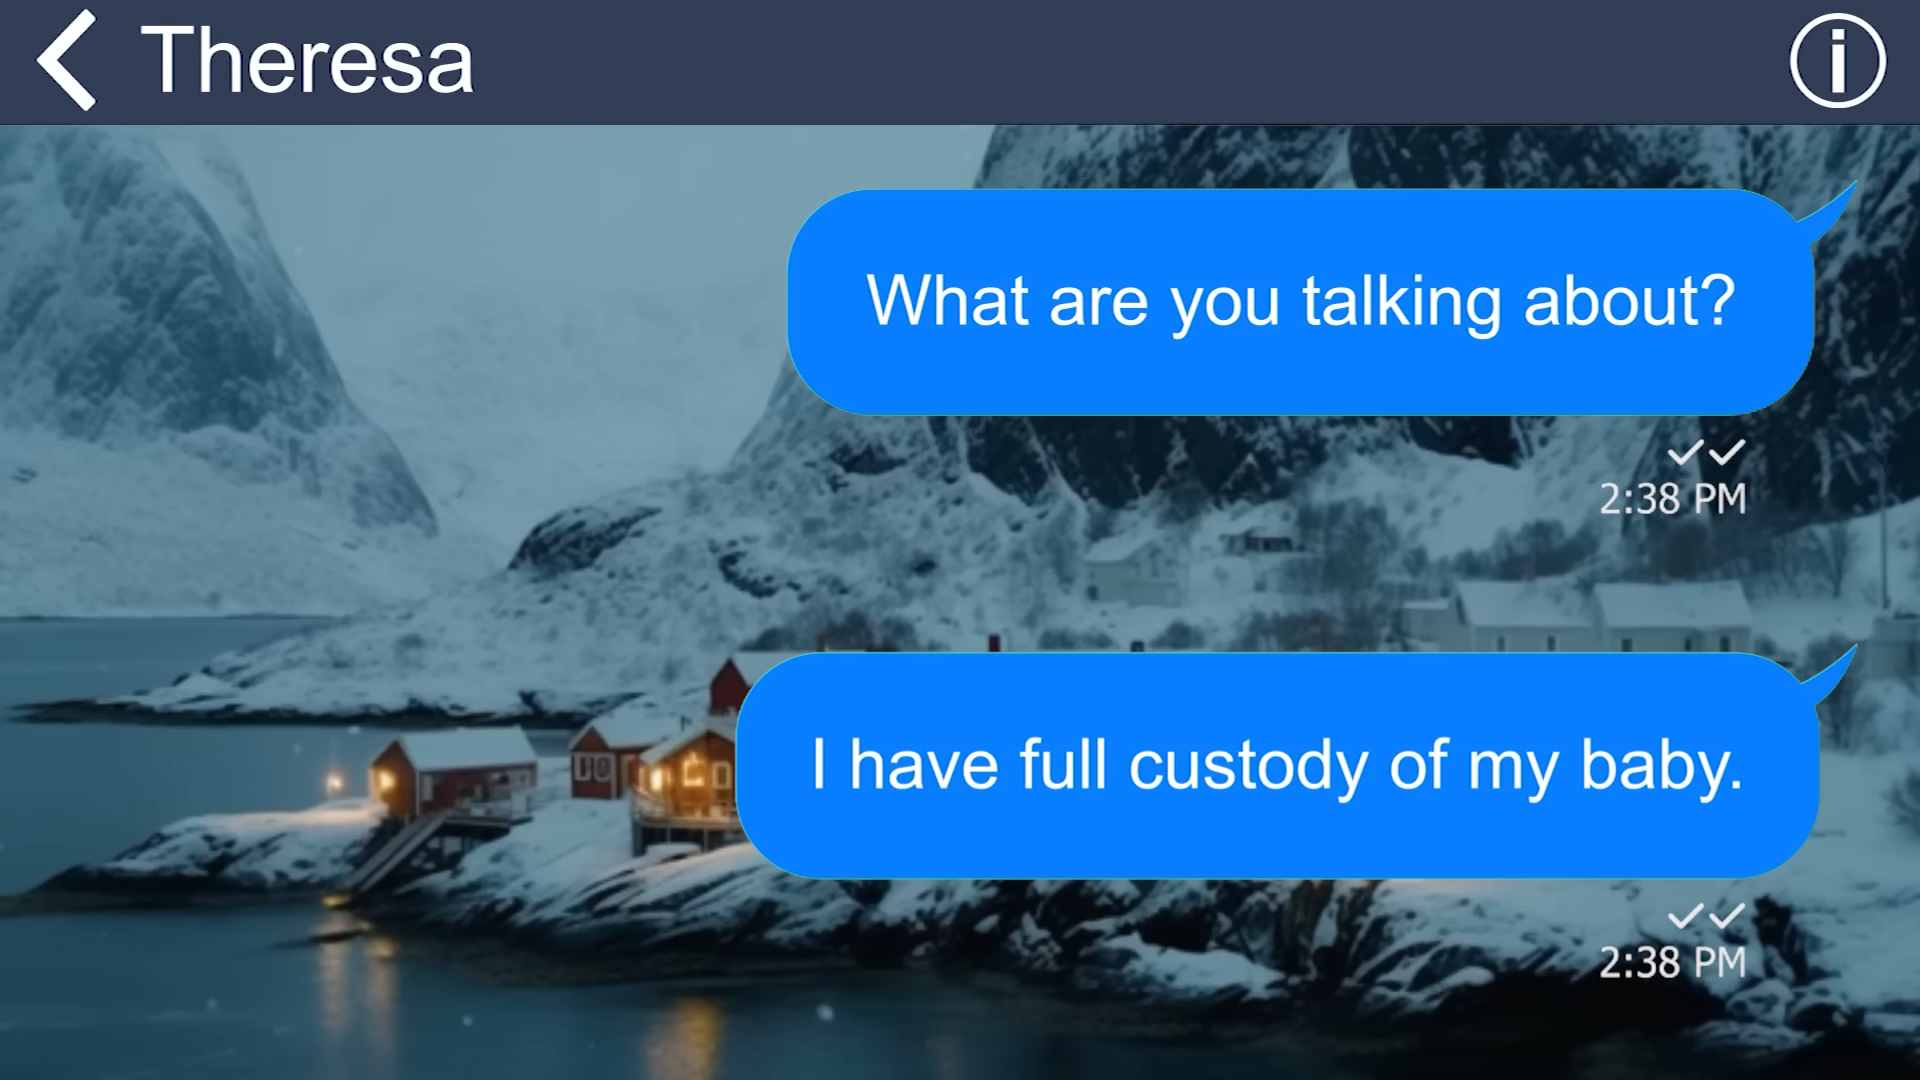 Theresa
What are you talking about?
2:38 PM
I have full custody of my baby.
2:38 PM